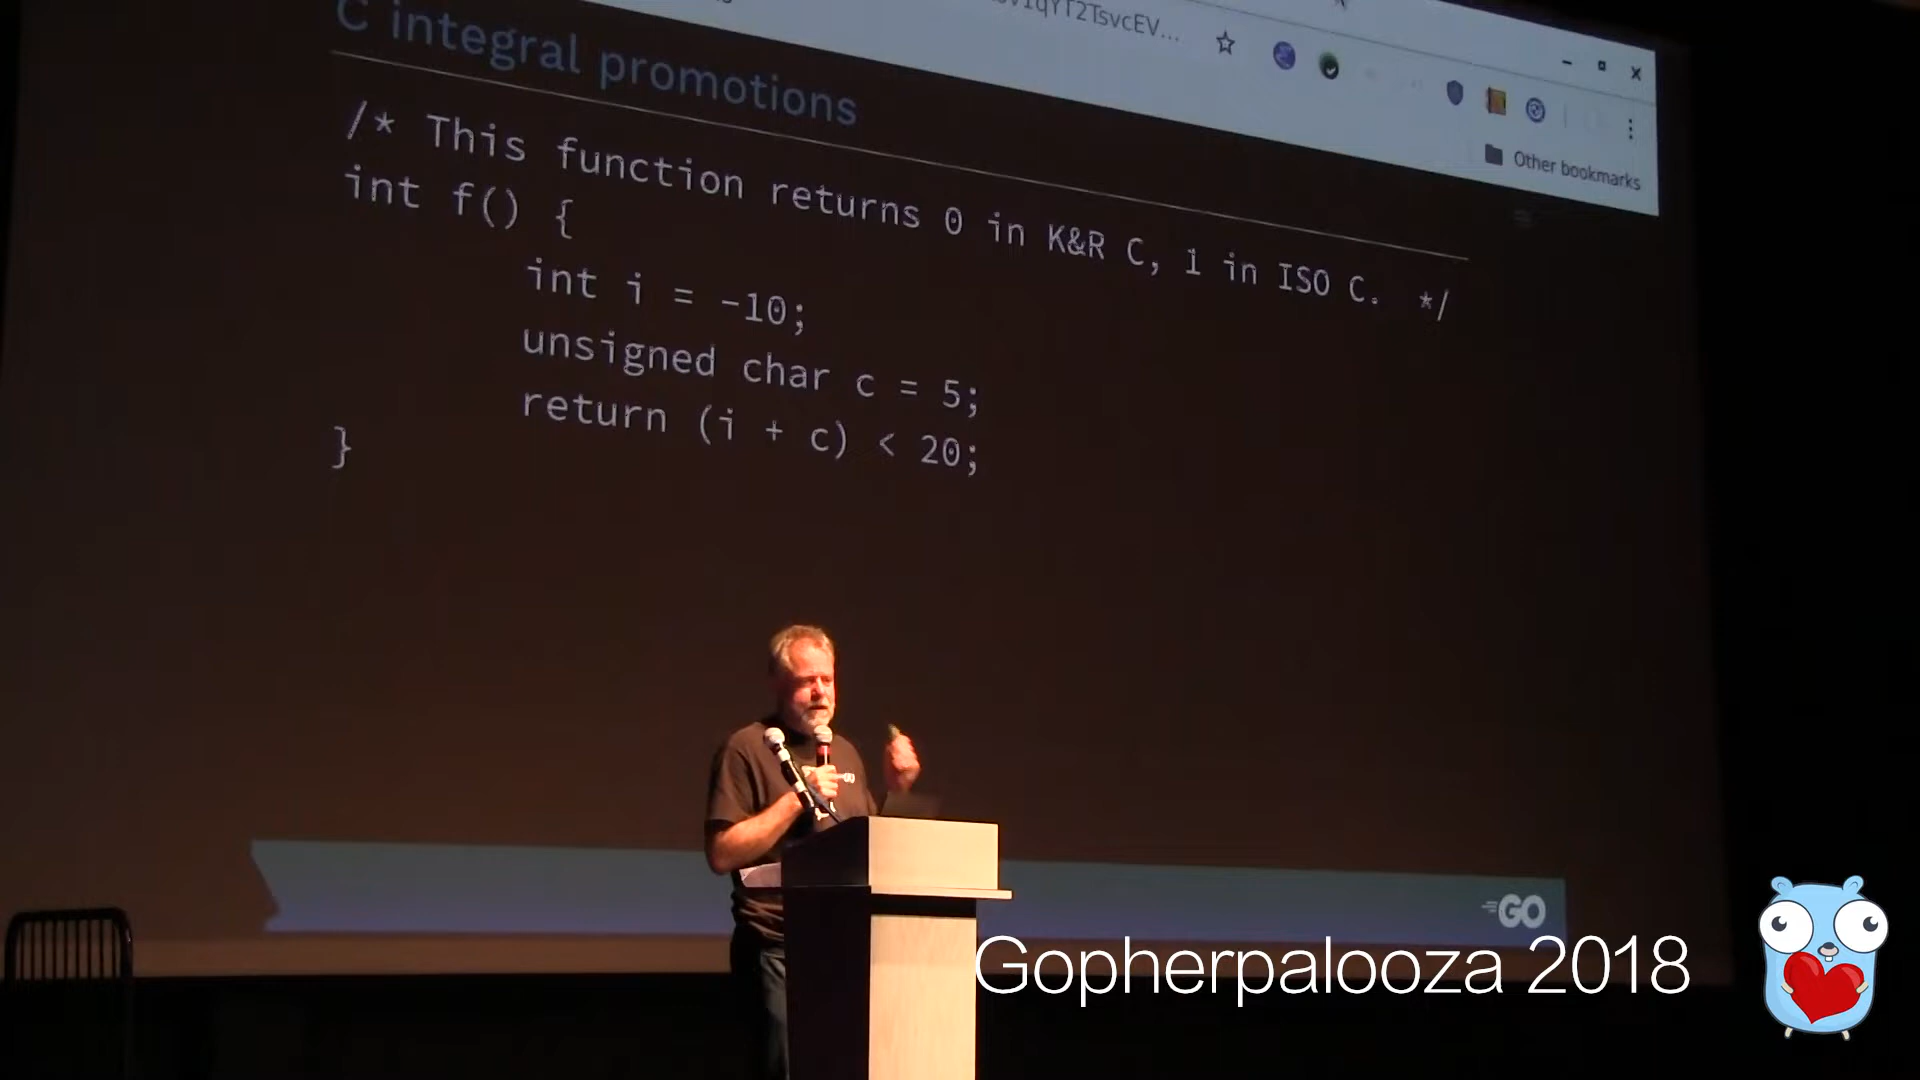 C integral promotions
/* This function returns 0 in K&R C, 1 in ISO C. */
int f() {
int i = -10;
unsigned char c = 5;
return (i + c) < 20;
}
Other bookmarks
GO
Gopherpalooza 2018